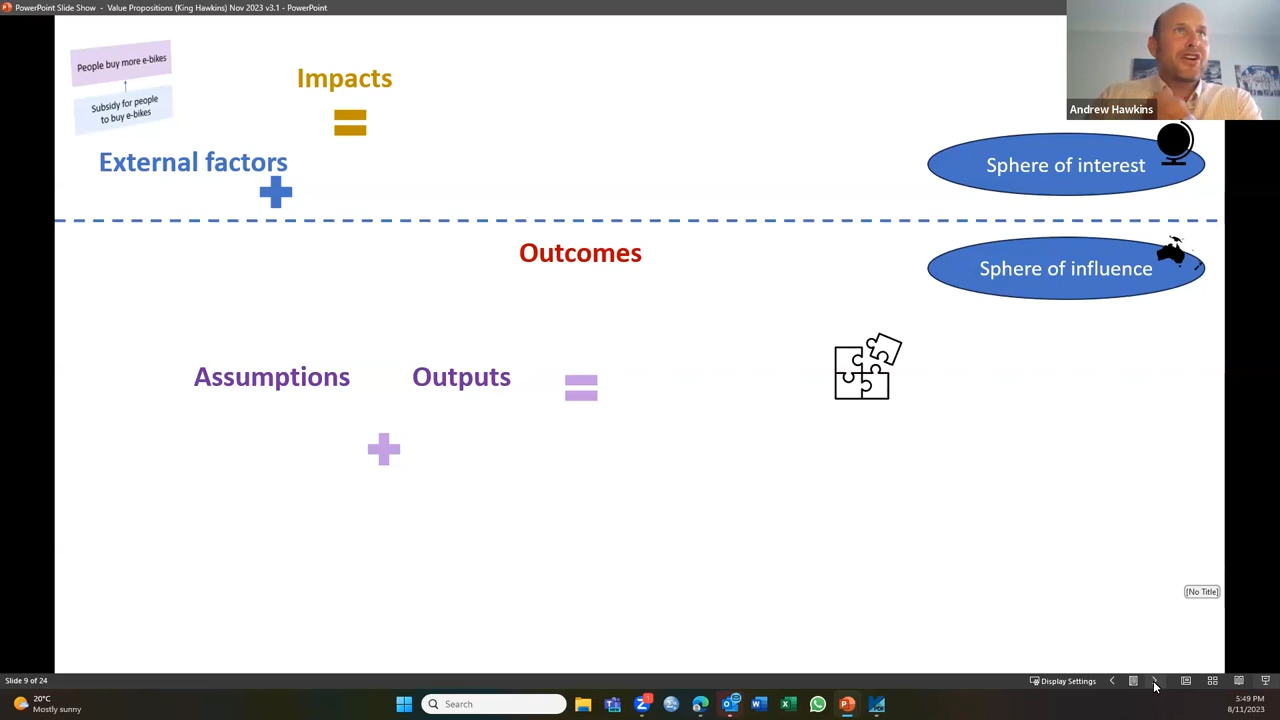 PowerPoint Slide Show - Value Propositions (King Hawkins) Nov 2023 v3.1 - PowerPoint
People buy more e-bikes
Subsidy for people
to buy e-bikes
Impacts
Andrew Hawkins
External factors
Sphere of interest
Outcomes
Sphere of influence
Assumptions
Outputs
[No Title]
Slide 9 of 24
Display Settings
20°C
Mostly sunny
Search
1
5:49 PM
8/11/2023